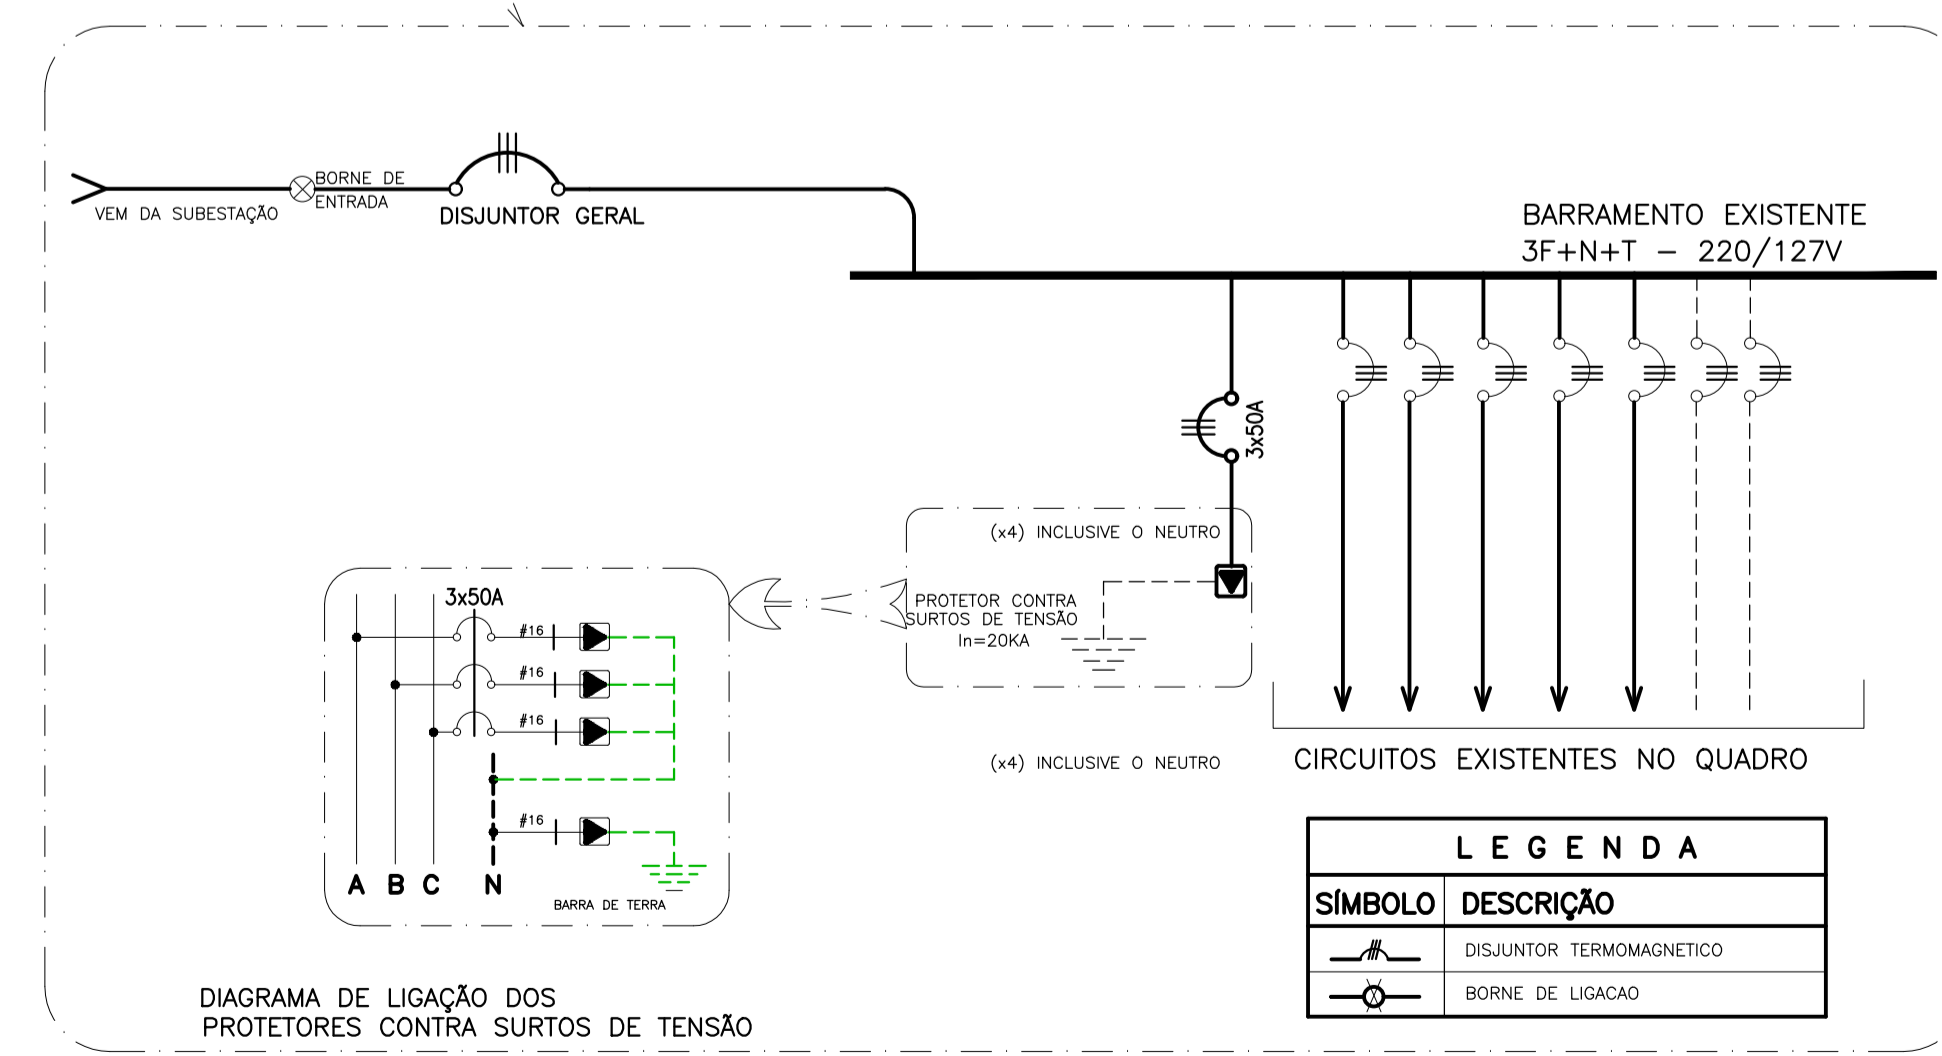 BORNE DE
ENTRADA
VEM DA SUBESTAÇÃO
DISJUNTOR GERAL
BARRAMENTO EXISTENTE
3F+N+T - 220/127V
3x50A
(x4) INCLUSIVE O NEUTRO
PROTETOR CONTRA
SURTOS DE TENSÃO
In=20KA
3x50A
#16
#16
#16
#16
A B C N
BARRA DE TERRA
(x4) INCLUSIVE O NEUTRO
CIRCUITOS EXISTENTES NO QUADRO
LEGENDA
SÍMBOLO DESCRIÇÃO
DISJUNTOR TERMOMAGNETICO
BORNE DE LIGACAO
DIAGRAMA DE LIGAÇÃO DOS
PROTETORES CONTRA SURTOS DE TENSÃO